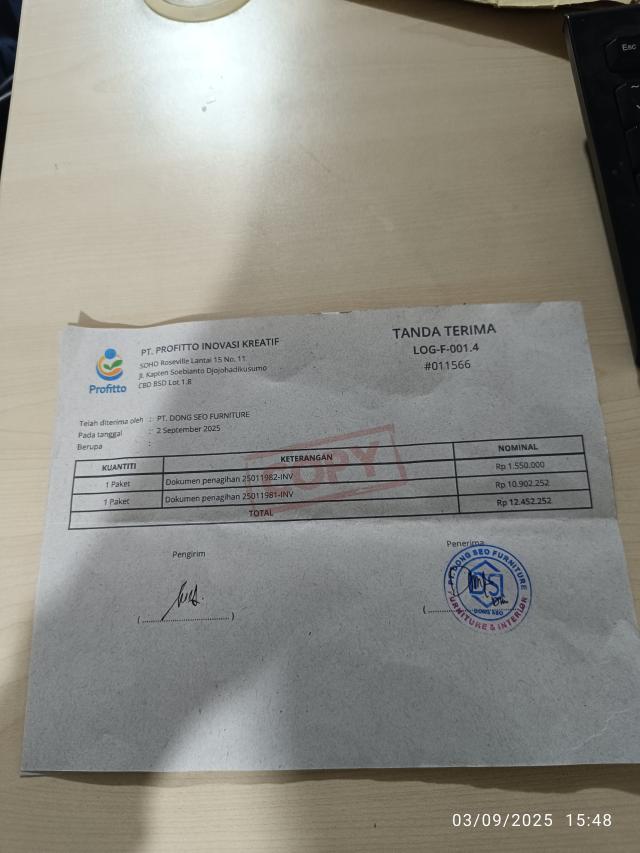 Esc
PT. PROFITTO INOVASI KREATIF
SOHO Roseville Lantai 15 No. 11
Jl. Kapten Soebianto Djojohadikusumo
CBD BSD Lot 1.8
Profitto
TANDA TERIMA
LOG-F-001.4
#011566
Telah diterima oleh : PT. DONG SEO FURNITURE
Pada tanggal : 2 September 2025
Berupa :
KUANTITI KETERANGAN NOMINAL
1 Paket Dokumen penagihan 25011982-INV Rp 1.550.000
1 Paket Dokumen penagihan 25011981-INV Rp 10.902.252
TOTAL Rp 12.452.252
COPY
Pengirim Penerima
(..............................) (..............................)
PT. DONG SEO FURNITURE
DS
DONG SEO
FURNITURE & INTERIOR
03/09/2025 15:48